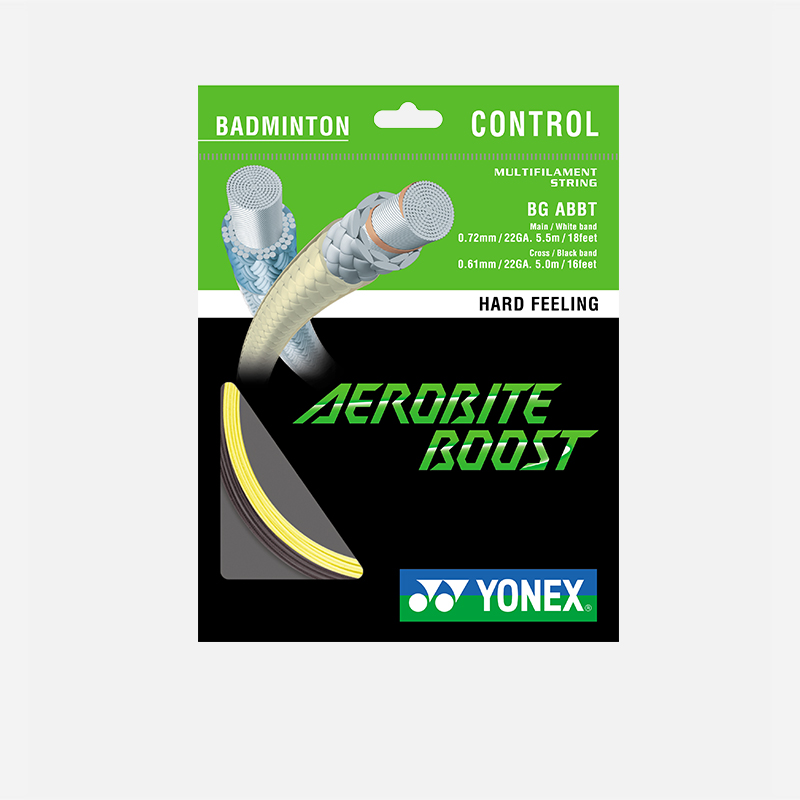 BADMINTON
CONTROL
MULTIFILAMENT
STRING
BG ABBT
Main / White band
0.72mm / 22GA. 5.5m / 18feet
Cross / Black band
0.61mm / 22GA. 5.0m / 16feet
HARD FEELING
AEROBITE
BOOST
YONEX®